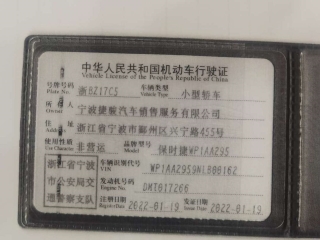 中华人民共和国机动车行驶证
Vehicle License of the People's Republic of China
号牌号码 浙BZ17C5 车辆类型 小型轿车
Plate No. Vehicle Type
所有人 宁波捷骏汽车销售服务有限公司
住址 浙江省宁波市鄞州区兴宁路455号
使用性质 非营运 品牌型号 保时捷WP1AA295
Use Character Model
浙江省宁波市公安局交通警察支队
车辆识别代号 WP1AA2959NLB08162
VIN
发动机号码 DMT017266
Engine No.
注册日期 2022-01-19 发证日期 2022-01-19
Register Date Issue Date